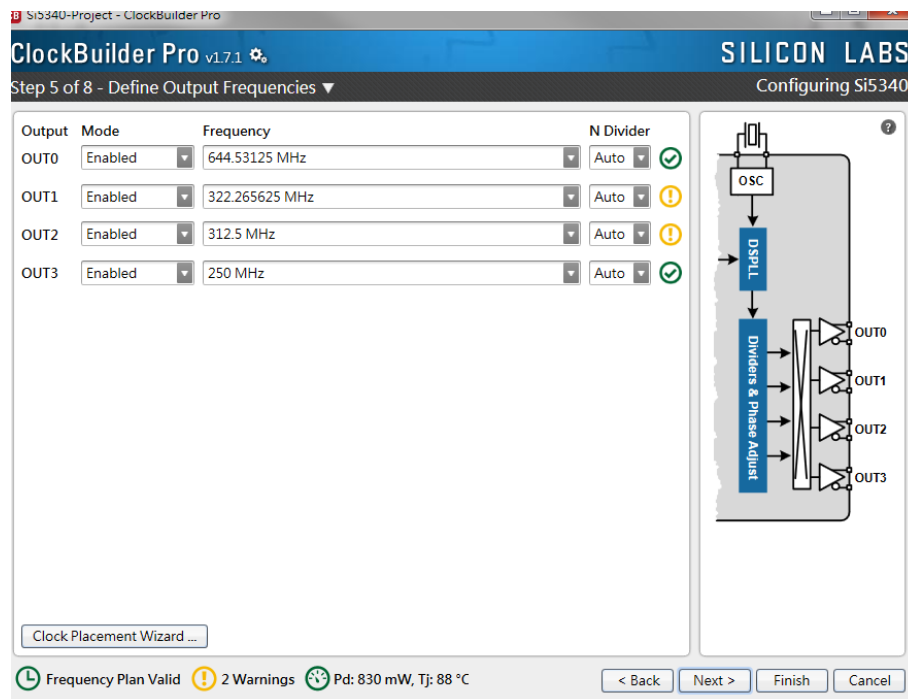 Si5340-Project - ClockBuilder Pro
ClockBuilder Pro v1.7.1
SILICON LABS
Step 5 of 8 - Define Output Frequencies ▼
Configuring Si5340
Output Mode Frequency N Divider
OUT0 Enabled 644.53125 MHz Auto
OUT1 Enabled 322.265625 MHz Auto
OUT2 Enabled 312.5 MHz Auto
OUT3 Enabled 250 MHz Auto
?
OSC
DSPLL
Dividers & Phase Adjust
OUT0
OUT1
OUT2
OUT3
Clock Placement Wizard ...
Frequency Plan Valid 2 Warnings Pd: 830 mW, Tj: 88 °C
< Back Next > Finish Cancel